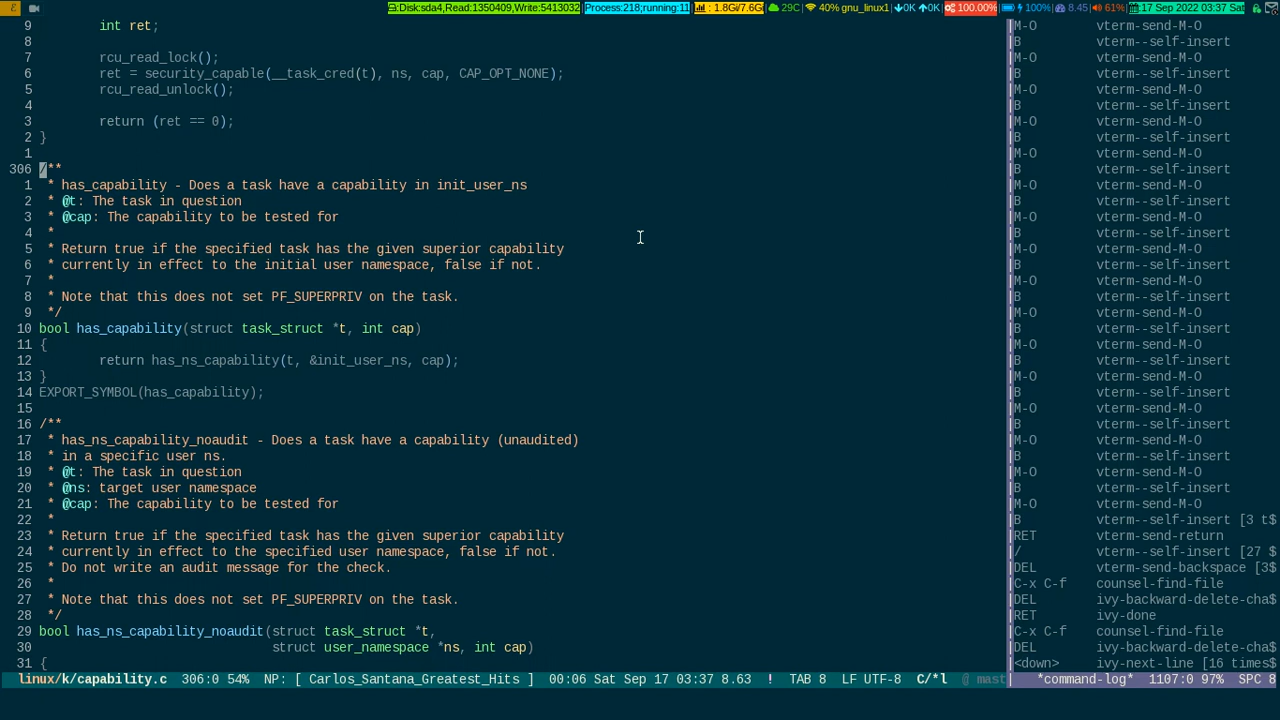 Disk:sda4,Read:1350409,Write:5413032 Process:218;running:11 : 1.8Gi/7.6G 29C 40% gnu_linux1 ↓0K ↑0K 100.00% 100% 8.45 61% 17 Sep 2022 03:37 Sat
9 int ret;
8
7 rcu_read_lock();
6 ret = security_capable(__task_cred(t), ns, cap, CAP_OPT_NONE);
5 rcu_read_unlock();
4
3 return (ret == 0);
2 }
1
306 /**
1 * has_capability - Does a task have a capability in init_user_ns
2 * @t: The task in question
3 * @cap: The capability to be tested for
4 *
5 * Return true if the specified task has the given superior capability
6 * currently in effect to the initial user namespace, false if not.
7 *
8 * Note that this does not set PF_SUPERPRIV on the task.
9 */
10 bool has_capability(struct task_struct *t, int cap)
11 {
12 return has_ns_capability(t, &init_user_ns, cap);
13 }
14 EXPORT_SYMBOL(has_capability);
15
16 /**
17 * has_ns_capability_noaudit - Does a task have a capability (unaudited)
18 * in a specific user ns.
19 * @t: The task in question
20 * @ns: target user namespace
21 * @cap: The capability to be tested for
22 *
23 * Return true if the specified task has the given superior capability
24 * currently in effect to the specified user namespace, false if not.
25 * Do not write an audit message for the check.
26 *
27 * Note that this does not set PF_SUPERPRIV on the task.
28 */
29 bool has_ns_capability_noaudit(struct task_struct *t,
30 struct user_namespace *ns, int cap)
31 {
linux/k/capability.c 306:0 54% NP: [ Carlos_Santana_Greatest_Hits ] 00:06 Sat Sep 17 03:37 8.63 ! TAB 8 LF UTF-8 C/*l @ mast
M-O vterm-send-M-O
B vterm--self-insert
M-O vterm-send-M-O
B vterm--self-insert
M-O vterm-send-M-O
B vterm--self-insert
M-O vterm-send-M-O
B vterm--self-insert
M-O vterm-send-M-O
B vterm--self-insert
M-O vterm-send-M-O
B vterm--self-insert
M-O vterm-send-M-O
B vterm--self-insert
M-O vterm-send-M-O
B vterm--self-insert
M-O vterm-send-M-O
B vterm--self-insert
M-O vterm-send-M-O
B vterm--self-insert
M-O vterm-send-M-O
B vterm--self-insert
M-O vterm-send-M-O
B vterm--self-insert
M-O vterm-send-M-O
B vterm--self-insert
M-O vterm-send-M-O
B vterm--self-insert
M-O vterm-send-M-O
B vterm--self-insert
M-O vterm-send-M-O
B vterm--self-insert [3 t$
RET vterm-send-return
/ vterm--self-insert [27 $
DEL vterm-send-backspace [3$
C-x C-f counsel-find-file
DEL ivy-backward-delete-cha$
RET ivy-done
C-x C-f counsel-find-file
DEL ivy-backward-delete-cha$
<down> ivy-next-line [16 times$
*command-log* 1107:0 97% SPC 8